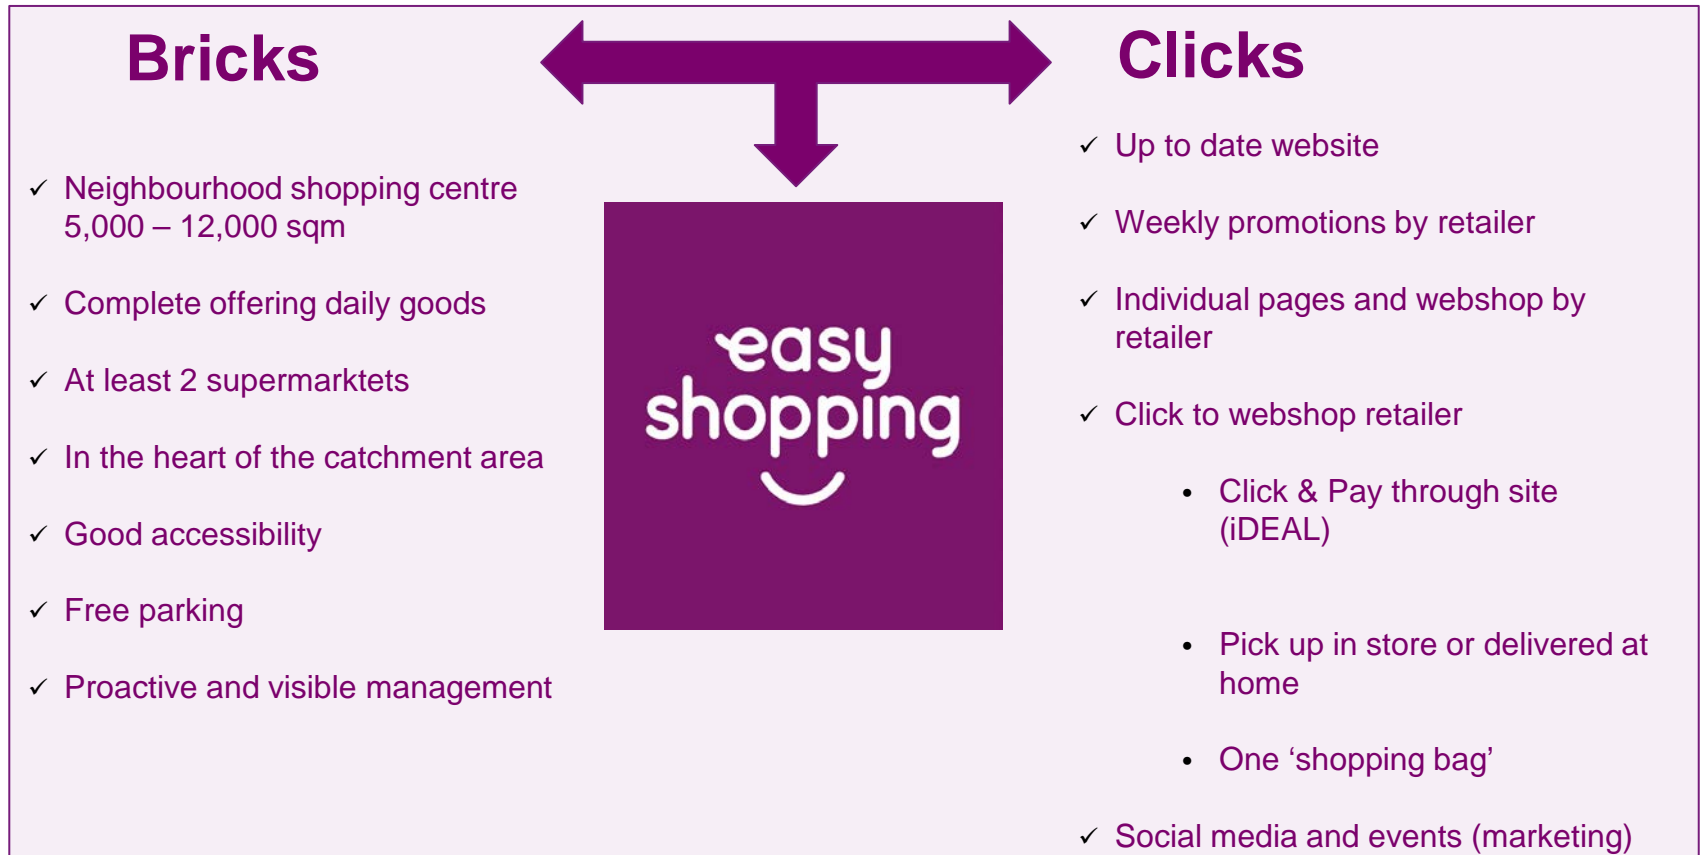 Bricks
Neighbourhood shopping centre
5,000 – 12,000 sqm
Complete offering daily goods
At least 2 supermarktets
In the heart of the catchment area
Good accessibility
Free parking
Proactive and visible management
easy
shopping
Clicks
Up to date website
Weekly promotions by retailer
Individual pages and webshop by
retailer
Click to webshop retailer
Click & Pay through site
(iDEAL)
Pick up in store or delivered at
home
One ‘shopping bag’
Social media and events (marketing)